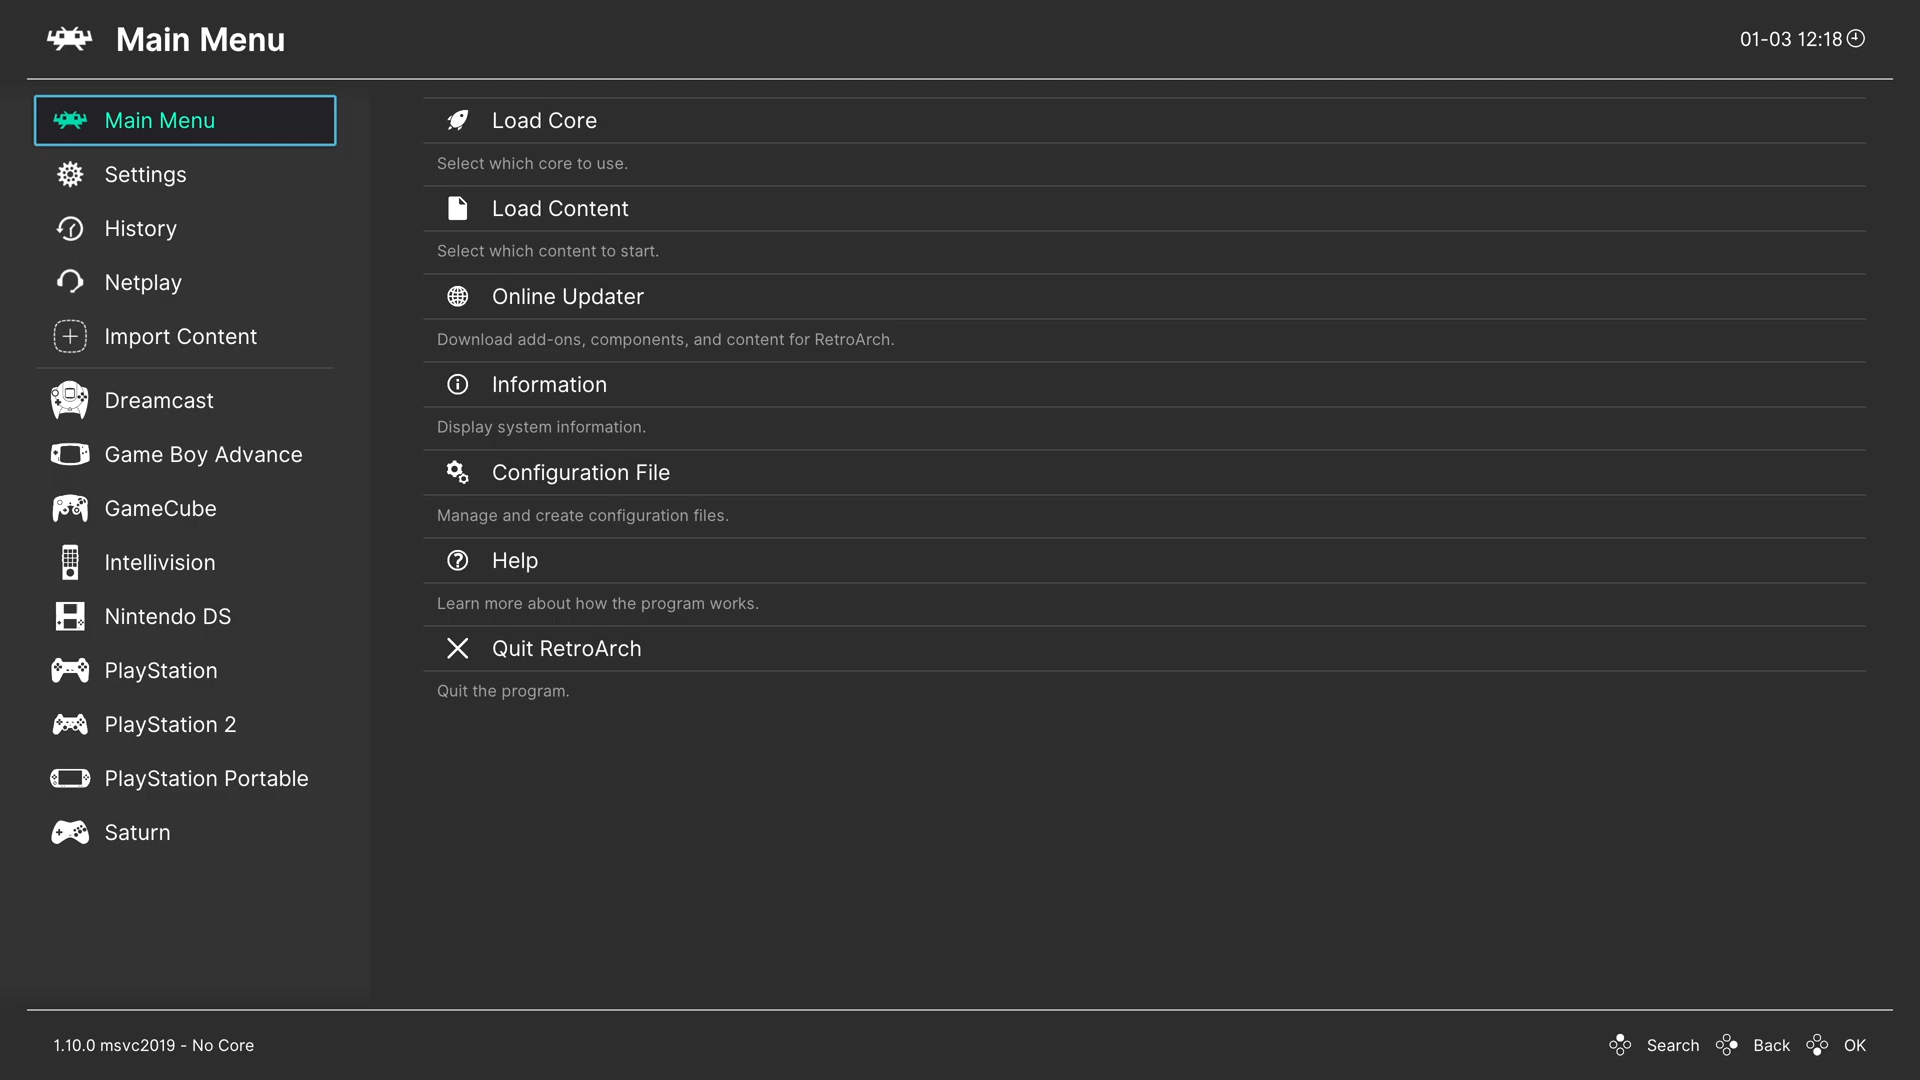 Main Menu
01-03 12:18
Main Menu
Settings
History
Netplay
Import Content
Dreamcast
Game Boy Advance
GameCube
Intellivision
Nintendo DS
PlayStation
PlayStation 2
PlayStation Portable
Saturn
Load Core
Select which core to use.
Load Content
Select which content to start.
Online Updater
Download add-ons, components, and content for RetroArch.
Information
Display system information.
Configuration File
Manage and create configuration files.
Help
Learn more about how the program works.
Quit RetroArch
Quit the program.
1.10.0 msvc2019 - No Core
Search Back OK